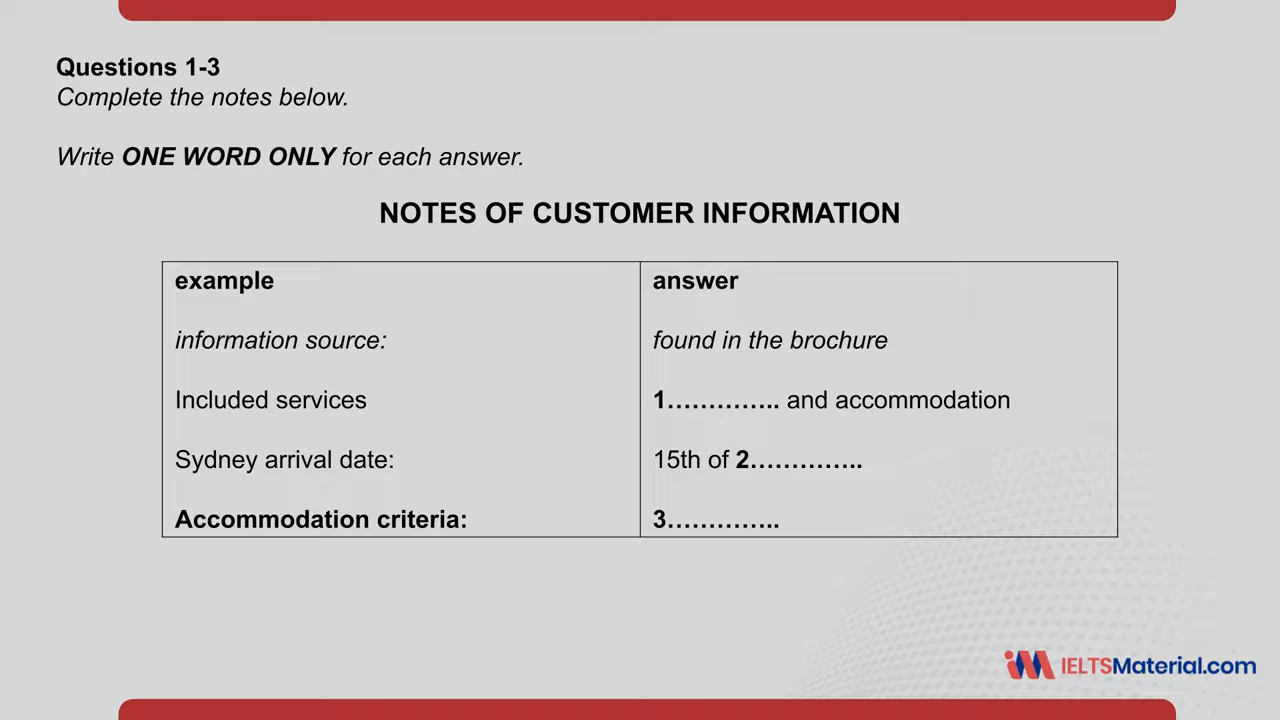 Questions 1-3
Complete the notes below.
Write ONE WORD ONLY for each answer.
NOTES OF CUSTOMER INFORMATION
example
answer
information source:
found in the brochure
Included services
1………….. and accommodation
Sydney arrival date:
15th of 2…………..
Accommodation criteria:
3…………..
IELTSMaterial.com